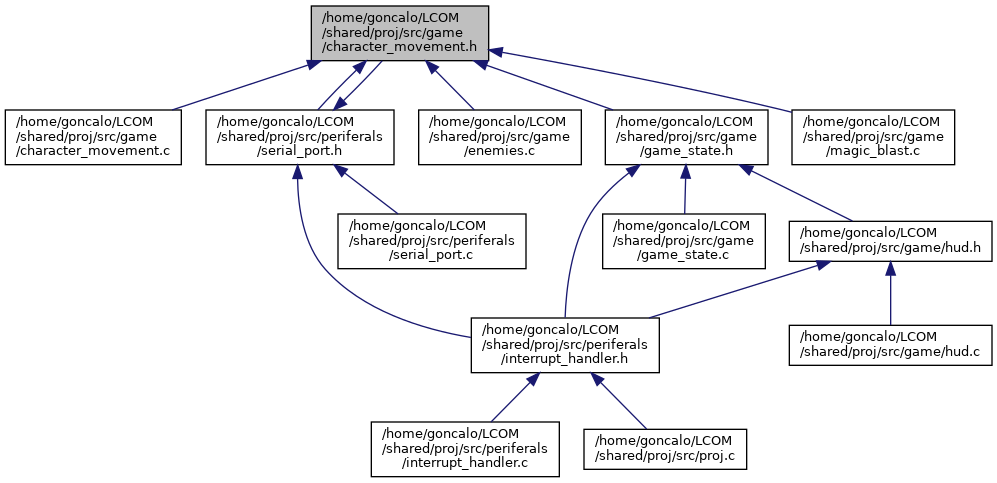 /home/goncalo/LCOM
/shared/proj/src/game
/character_movement.h
/home/goncalo/LCOM
/shared/proj/src/game
/character_movement.c
/home/goncalo/LCOM
/shared/proj/src/periferals
/serial_port.h
/home/goncalo/LCOM
/shared/proj/src/game
/enemies.c
/home/goncalo/LCOM
/shared/proj/src/game
/game_state.h
/home/goncalo/LCOM
/shared/proj/src/game
/magic_blast.c
/home/goncalo/LCOM
/shared/proj/src/periferals
/serial_port.c
/home/goncalo/LCOM
/shared/proj/src/game
/game_state.c
/home/goncalo/LCOM
/shared/proj/src/game/hud.h
/home/goncalo/LCOM
/shared/proj/src/periferals
/interrupt_handler.h
/home/goncalo/LCOM
/shared/proj/src/game/hud.c
/home/goncalo/LCOM
/shared/proj/src/periferals
/interrupt_handler.c
/home/goncalo/LCOM
/shared/proj/src/proj.c